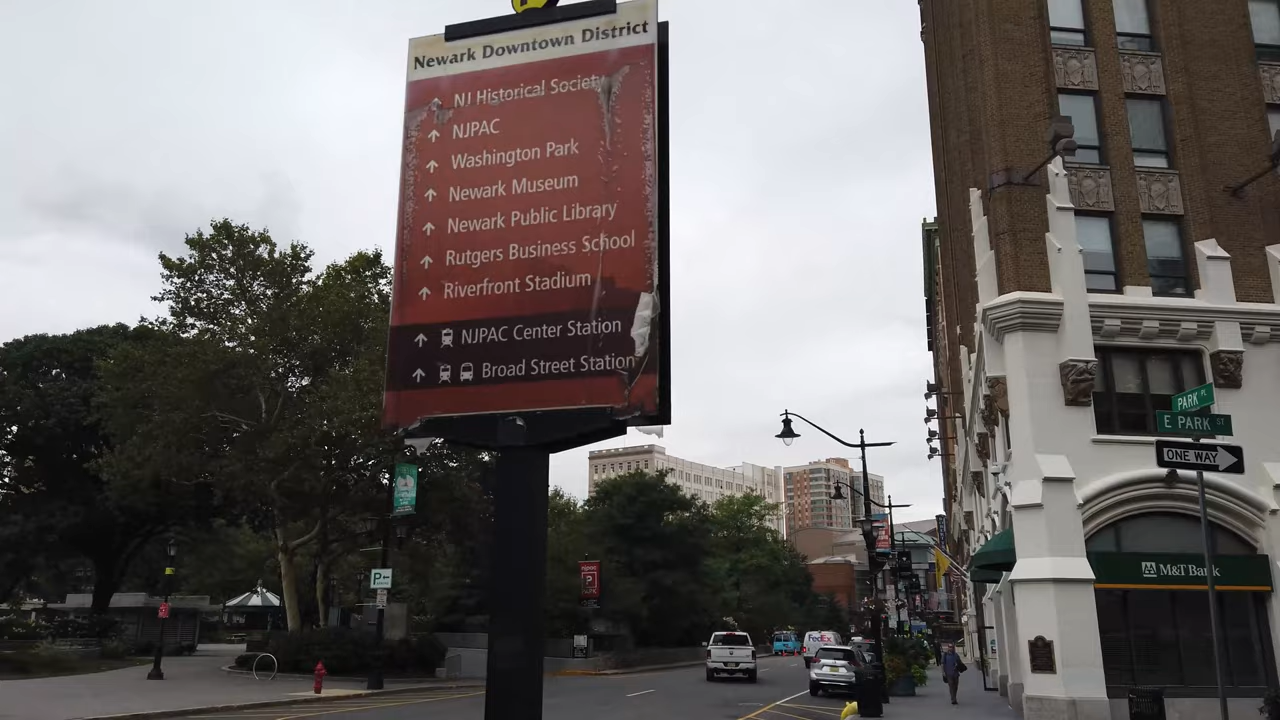 Newark Downtown District
NJ Historical Society
NJPAC
Washington Park
Newark Museum
Newark Public Library
Rutgers Business School
Riverfront Stadium
NJPAC Center Station
Broad Street Station
PARK PL
E PARK ST
ONE WAY
M&T Bank
P
FedEx